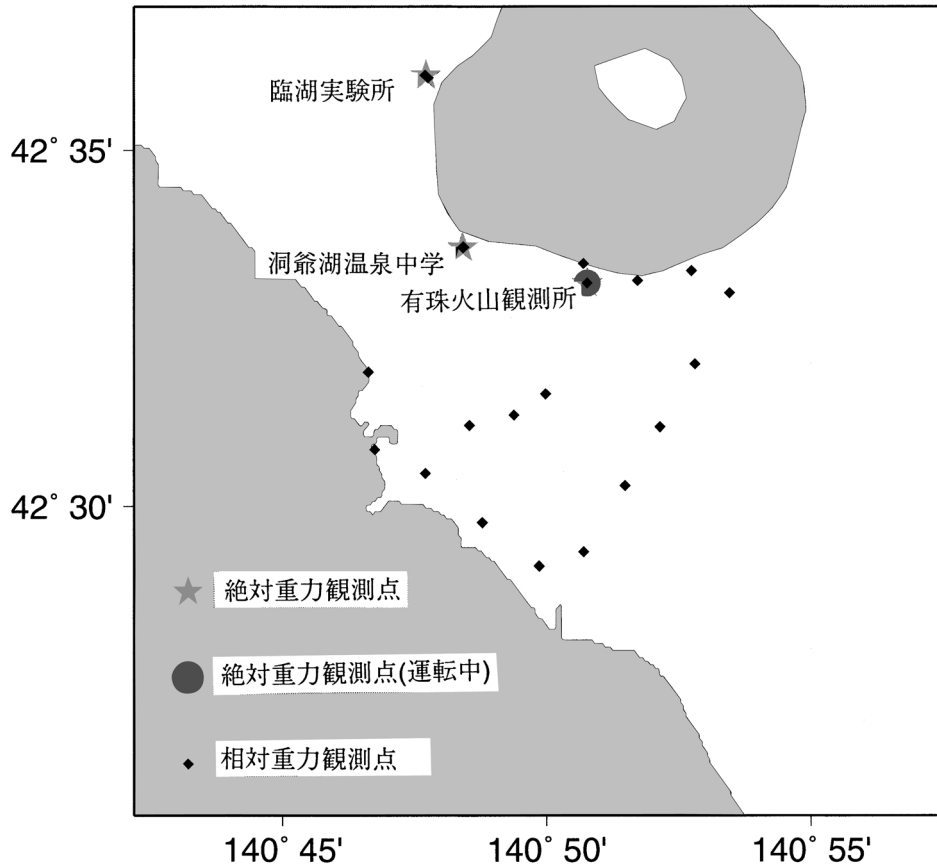 臨湖実験所
42° 35'
洞爺湖温泉中学
有珠火山観測所
42° 30'
絶対重力観測点
絶対重力観測点(運転中)
相対重力観測点
140° 45'
140° 50'
140° 55'